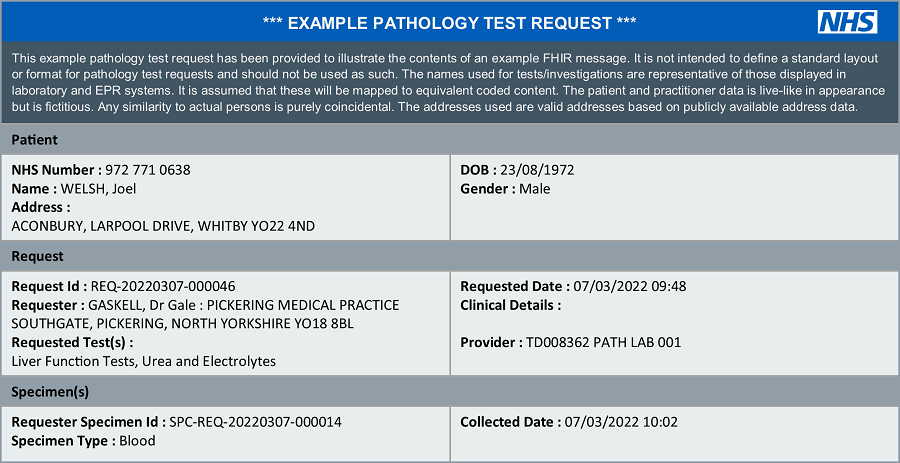 *** EXAMPLE PATHOLOGY TEST REQUEST ***
NHS
This example pathology test request has been provided to illustrate the contents of an example FHIR message. It is not intended to define a standard layout
or format for pathology test requests and should not be used as such. The names used for tests/investigations are representative of those displayed in
laboratory and EPR systems. It is assumed that these will be mapped to equivalent coded content. The patient and practitioner data is live-like in appearance
but is fictitious. Any similarity to actual persons is purely coincidental. The addresses used are valid addresses based on publicly available address data.
Patient
NHS Number : 972 771 0638
Name : WELSH, Joel
Address :
ACONBURY, LARPOOL DRIVE, WHITBY YO22 4ND
DOB : 23/08/1972
Gender : Male
Request
Request Id : REQ-20220307-000046
Requester : GASKELL, Dr Gale : PICKERING MEDICAL PRACTICE
SOUTHGATE, PICKERING, NORTH YORKSHIRE YO18 8BL
Requested Test(s) :
Liver Function Tests, Urea and Electrolytes
Requested Date : 07/03/2022 09:48
Clinical Details :
Provider : TD008362 PATH LAB 001
Specimen(s)
Requester Specimen Id : SPC-REQ-20220307-000014
Specimen Type : Blood
Collected Date : 07/03/2022 10:02